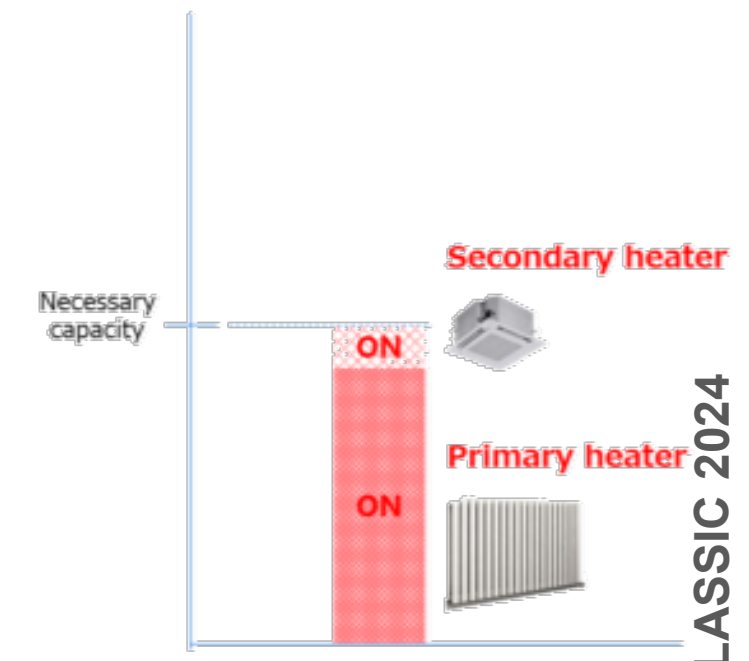 Secondary heater
Necessary
capacity
ON
Primary heater
ON
LASSIC 2024